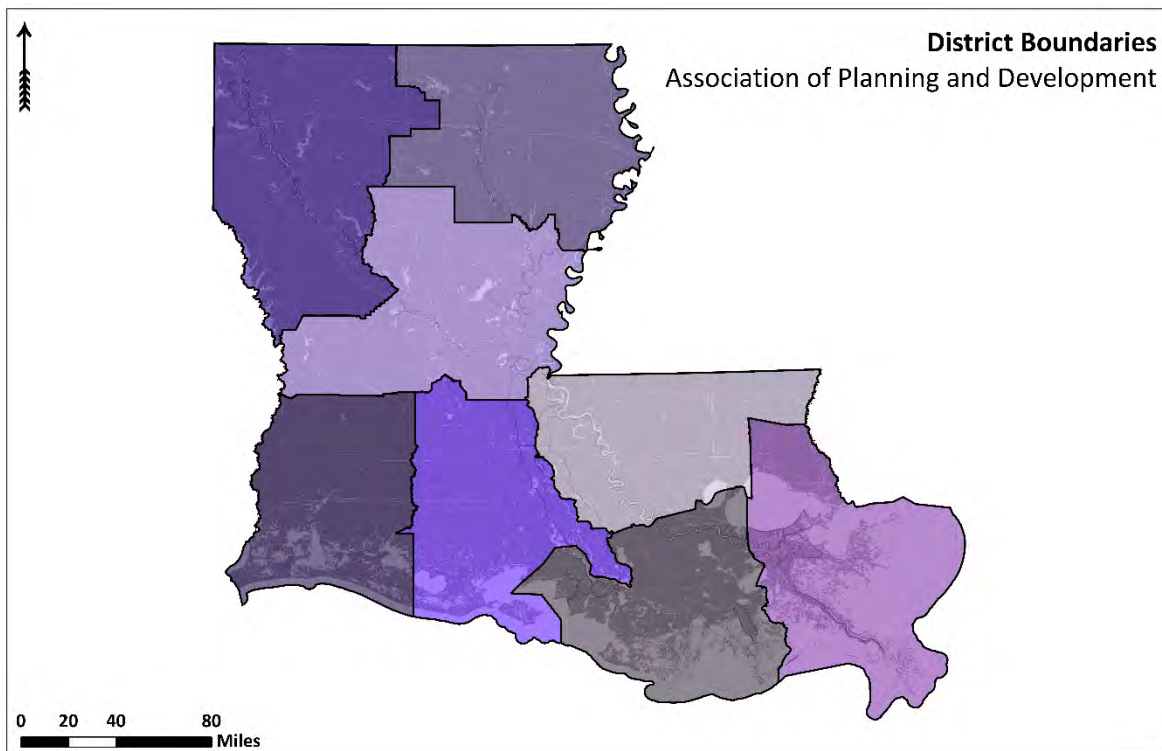 District Boundaries
Association of Planning and Development
0 20 40 80
Miles